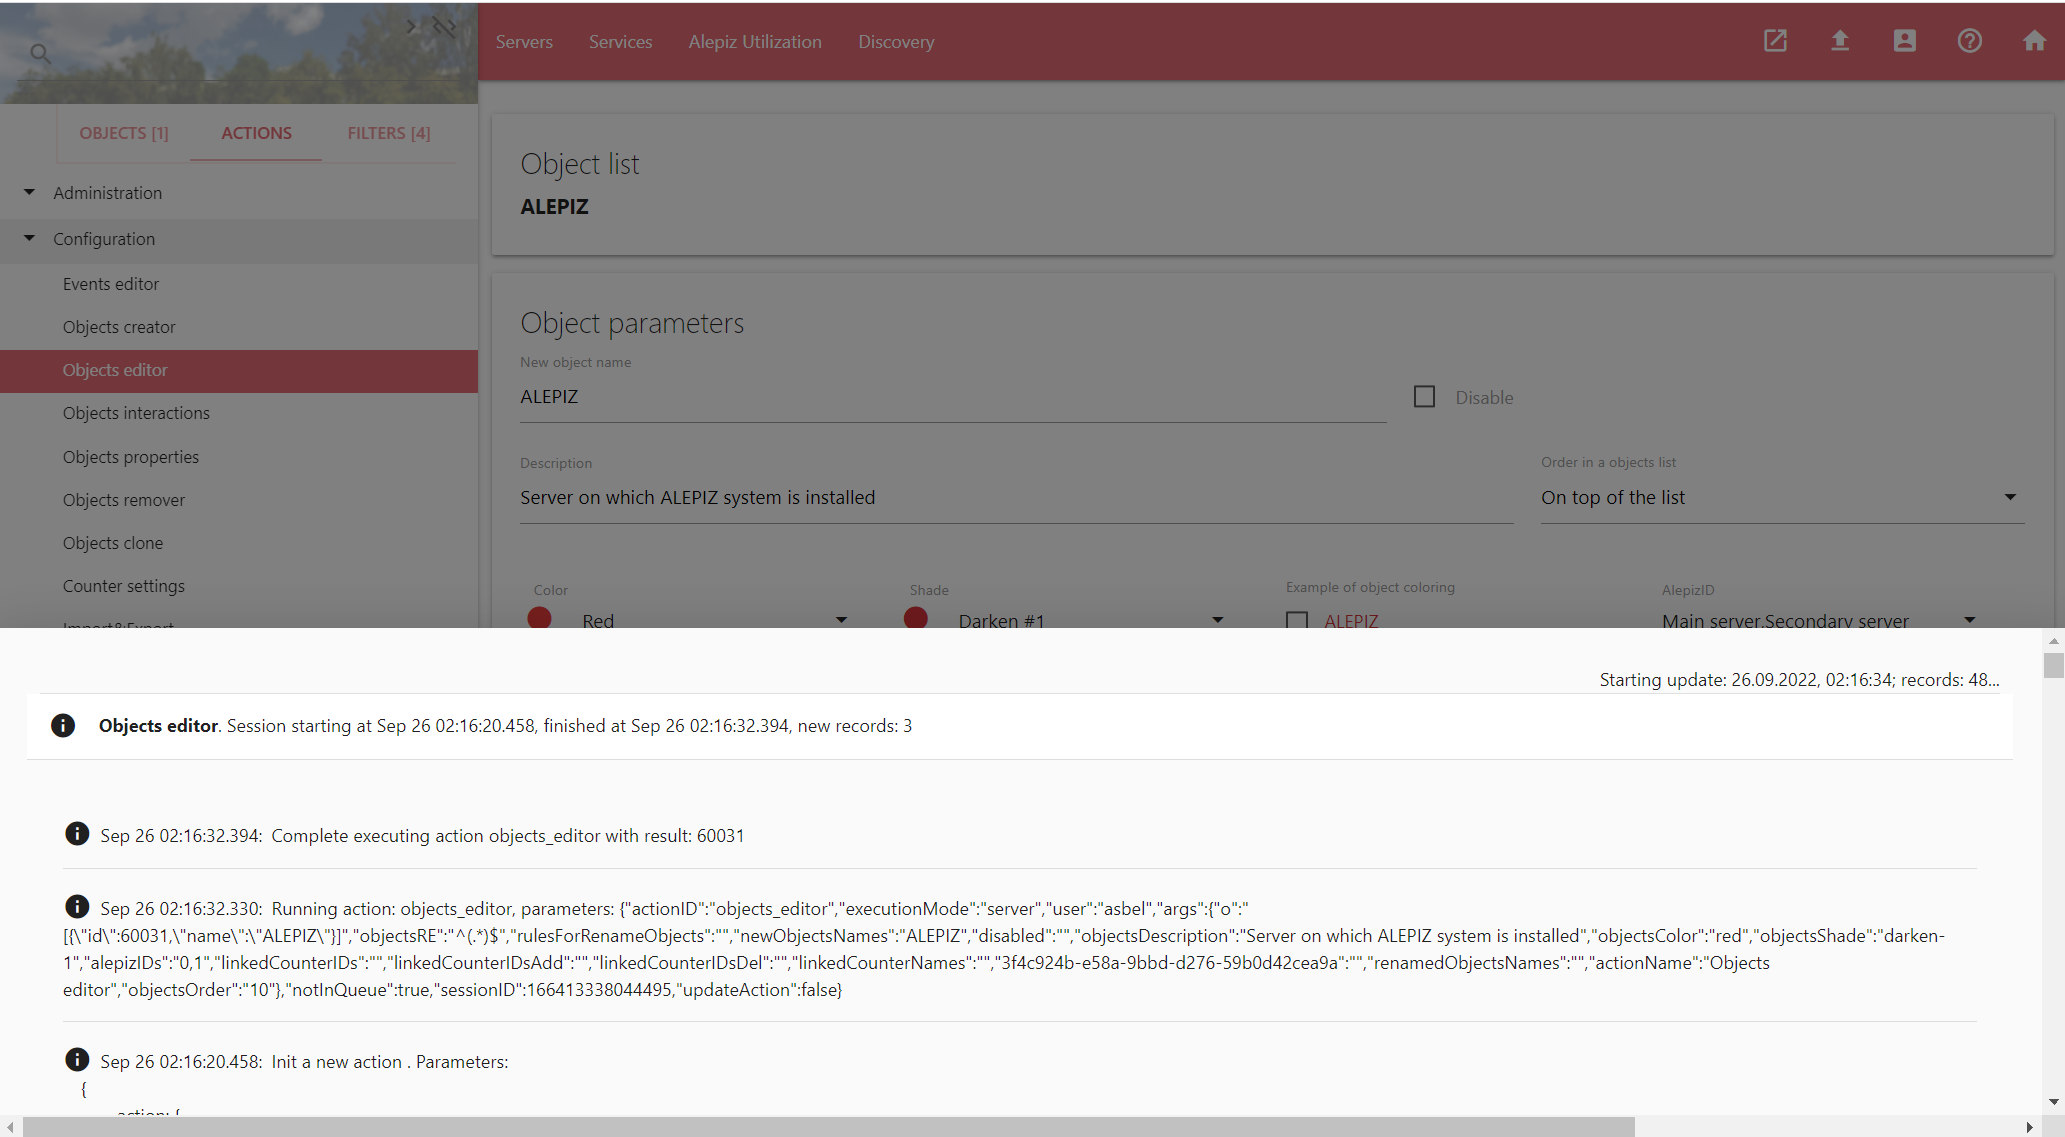 Servers Services Alepiz Utilization Discovery
OBJECTS [1] ACTIONS FILTERS [4]
Administration
Configuration
Events editor
Objects creator
Objects editor
Objects interactions
Objects properties
Objects remover
Objects clone
Counter settings
Import&Export
Object list
ALEPIZ
Object parameters
New object name
ALEPIZ
Disable
Description
Server on which ALEPIZ system is installed
Order in a objects list
On top of the list
Color
Red
Shade
Darken #1
Example of object coloring
ALEPIZ
AlepizID
Main server,Secondary server
Starting update: 26.09.2022, 02:16:34; records: 48...
Objects editor. Session starting at Sep 26 02:16:20.458, finished at Sep 26 02:16:32.394, new records: 3
Sep 26 02:16:32.394: Complete executing action objects_editor with result: 60031
Sep 26 02:16:32.330: Running action: objects_editor, parameters: {"actionID":"objects_editor","executionMode":"server","user":"asbel","args":{"o":"
[{\"id\":60031,\"name\":\"ALEPIZ\"}]","objectsRE":"^(.*)$","rulesForRenameObjects":"","newObjectsNames":"ALEPIZ","disabled":"","objectsDescription":"Server on which ALEPIZ system is installed","objectsColor":"red","objectsShade":"darken-
1","alepizIDs":"0,1","linkedCounterIDs":"","linkedCounterIDsAdd":"","linkedCounterIDsDel":"","linkedCounterNames":"","3f4c924b-e58a-9bbd-d276-59b0d42cea9a":"","renamedObjectsNames":"","actionName":"Objects
editor","objectsOrder":"10"},"notInQueue":true,"sessionID":166413338044495,"updateAction":false}
Sep 26 02:16:20.458: Init a new action . Parameters:
{
action: {